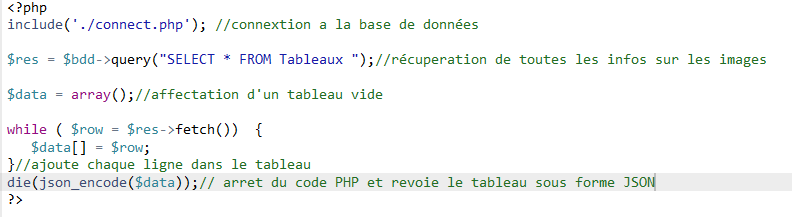 <?php
include('./connect.php'); //connextion a la base de données
$res = $bdd->query("SELECT * FROM Tableaux ");//récuperation de toutes les infos sur les images
$data = array();//affectation d'un tableau vide
while ( $row = $res->fetch())  {
   $data[] = $row;
}//ajoute chaque ligne dans le tableau
die(json_encode($data));// arret du code PHP et revoie le tableau sous forme JSON
?>